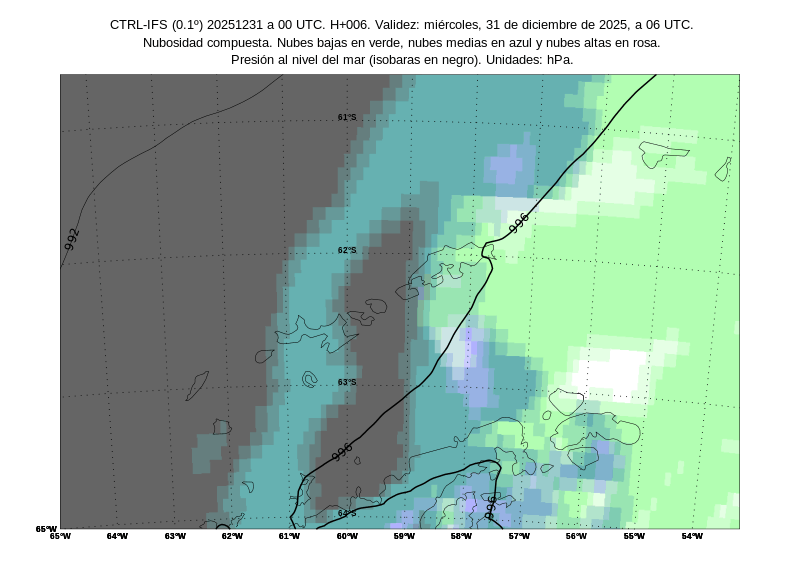 CTRL-IFS (0.1º) 20251231 a 00 UTC. H+006. Validez: miércoles, 31 de diciembre de 2025, a 06 UTC.
Nubosidad compuesta. Nubes bajas en verde, nubes medias en azul y nubes altas en rosa.
Presión al nivel del mar (isobaras en negro). Unidades: hPa.
61°S
996
992
62°S
63°S
996
996
64°S
65°W
65°W 64°W 63°W 62°W 61°W 60°W 59°W 58°W 57°W 56°W 55°W 54°W